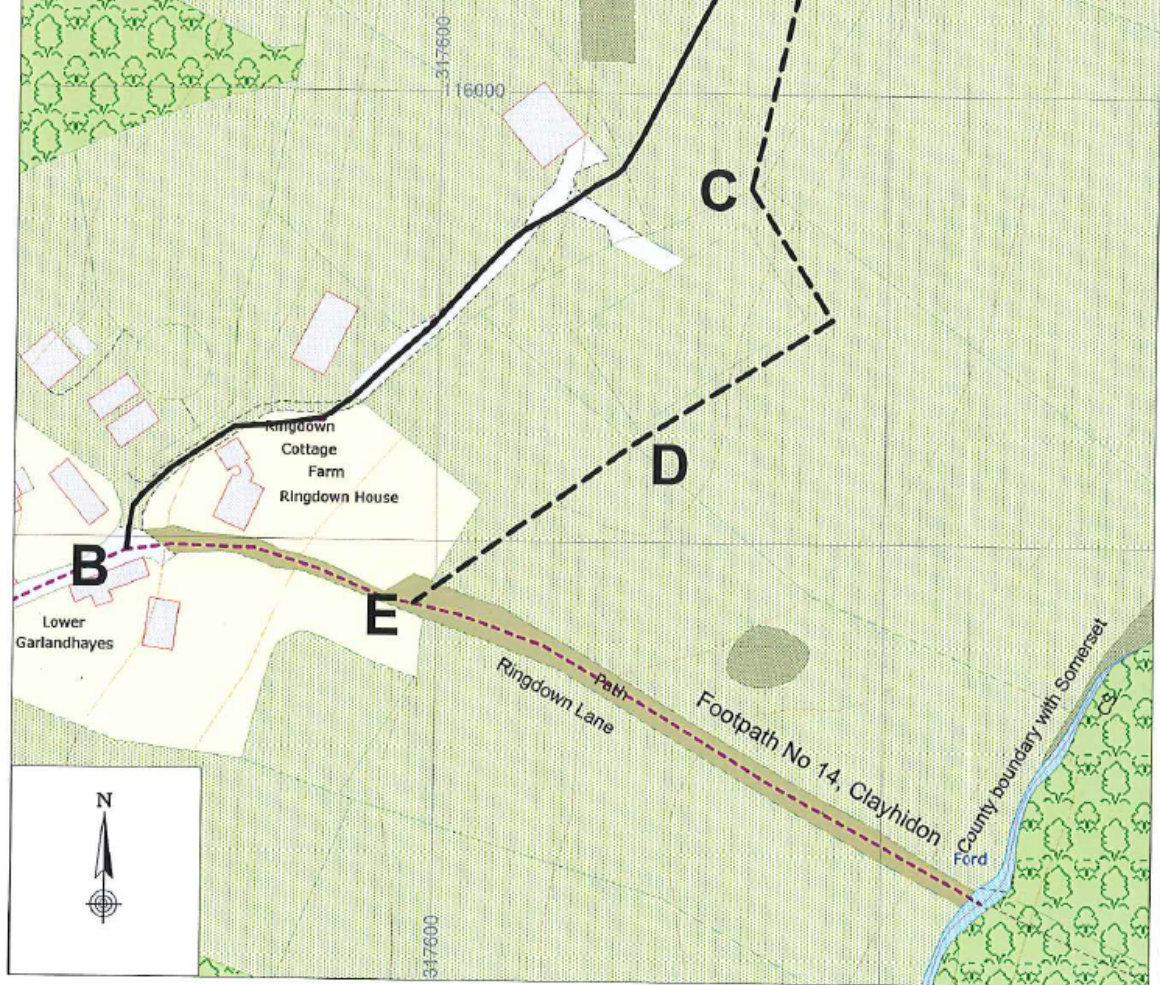 317600
116000
C
Ringdown
Cottage
Farm
Ringdown House
D
B
E
Lower
Garlandhayes
Path
Ringdown Lane
Footpath No 14, Clayhidon
County boundary with Somerset
CS
Ford
N
317600